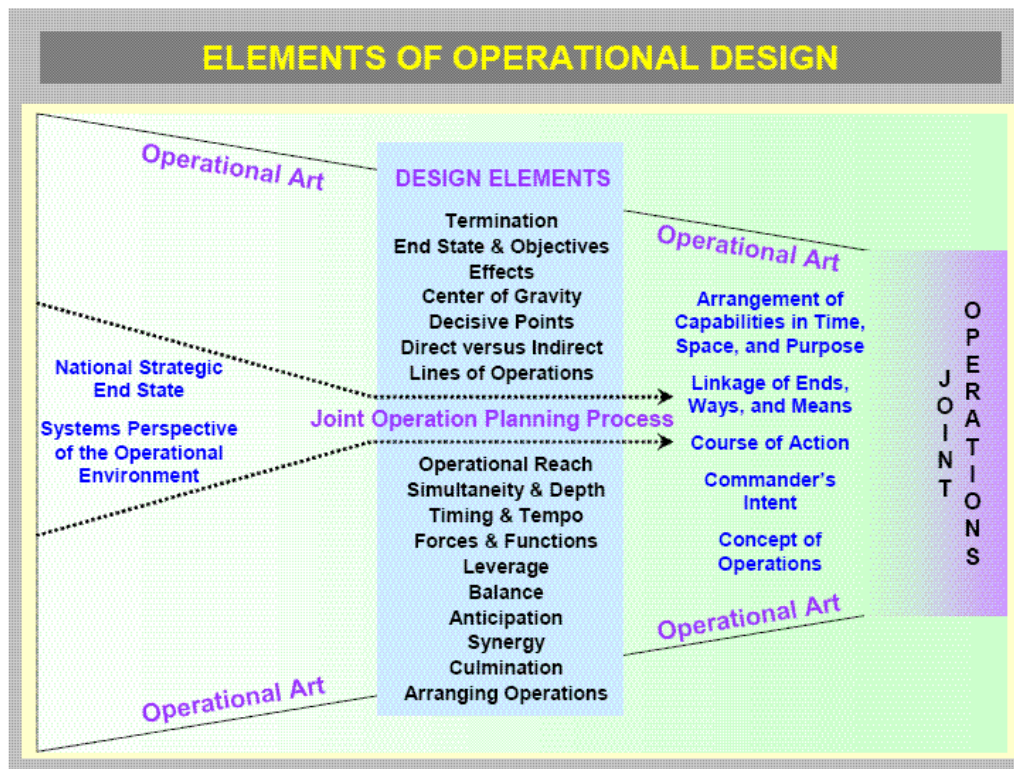 ELEMENTS OF OPERATIONAL DESIGN
Operational Art
DESIGN ELEMENTS
Termination
End State & Objectives
Effects
Center of Gravity
Decisive Points
Direct versus Indirect
Lines of Operations
Operational Art
National Strategic
End State
Systems Perspective
of the Operational
Environment
Joint Operation Planning Process
Operational Reach
Simultaneity & Depth
Timing & Tempo
Forces & Functions
Leverage
Balance
Anticipation
Synergy
Culmination
Arranging Operations
Arrangement of
Capabilities in Time,
Space, and Purpose
Linkage of Ends,
Ways, and Means
Course of Action
Commander's
Intent
Concept of
Operations
Operational Art
Operational Art
JOINT
OPERATIONS